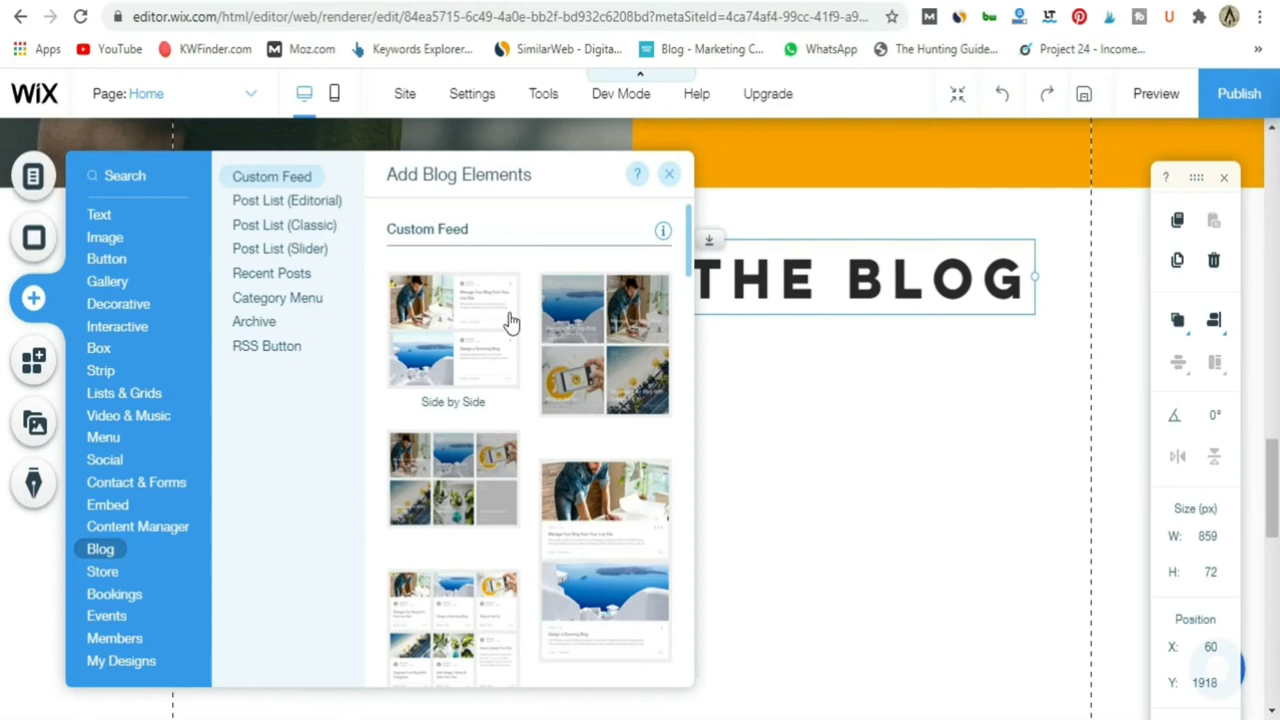 editor.wix.com/html/editor/web/renderer/edit/84ea5715-6c49-4a0e-bb2f-bd932c6208bd?metaSiteId=4ca74af4-99cc-41f9-a9...
Apps YouTube KWFinder.com Moz.com Keywords Explorer... SimilarWeb - Digita... Blog - Marketing C... WhatsApp The Hunting Guide... Project 24 - Income... »
WiX Page: Home Site Settings Tools Dev Mode Help Upgrade Preview Publish
Search
Text
Image
Button
Gallery
Decorative
Interactive
Box
Strip
Lists & Grids
Video & Music
Menu
Social
Contact & Forms
Embed
Content Manager
Blog
Store
Bookings
Events
Members
My Designs
Custom Feed
Post List (Editorial)
Post List (Classic)
Post List (Slider)
Recent Posts
Category Menu
Archive
RSS Button
Add Blog Elements ?
Custom Feed
Side by Side
THE BLOG
?
0°
Size (px)
W: 859
H: 72
Position
X: 60
Y: 1918